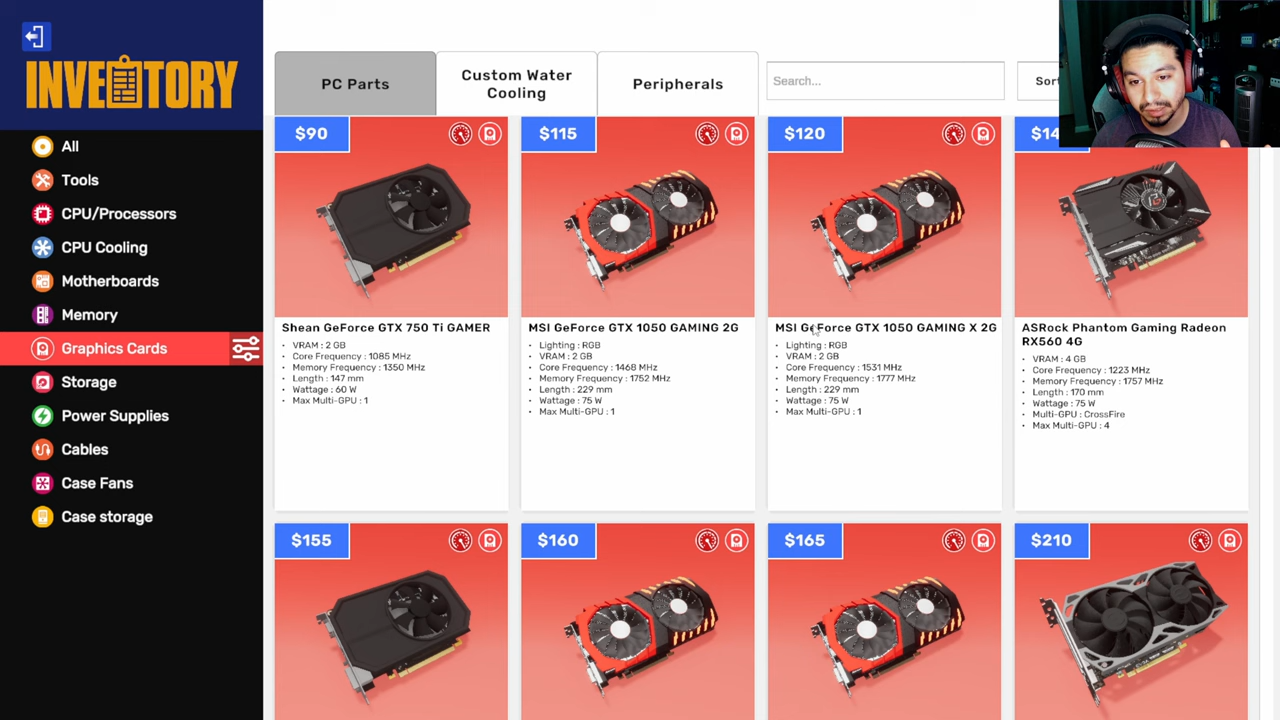 INVENTORY
All
Tools
CPU/Processors
CPU Cooling
Motherboards
Memory
Graphics Cards
Storage
Power Supplies
Cables
Case Fans
Case storage
PC Parts
Custom Water
Cooling
Peripherals
Search...
$90
Shean GeForce GTX 750 Ti GAMER
• VRAM : 2 GB
• Core Frequency : 1085 MHz
• Memory Frequency : 1350 MHz
• Length : 147 mm
• Wattage : 60 W
• Max Multi-GPU : 1
$115
MSI GeForce GTX 1050 GAMING 2G
• Lighting : RGB
• VRAM : 2 GB
• Core Frequency : 1468 MHz
• Memory Frequency : 1752 MHz
• Length : 229 mm
• Wattage : 75 W
• Max Multi-GPU : 1
$120
MSI GeForce GTX 1050 GAMING X 2G
• Lighting : RGB
• VRAM : 2 GB
• Core Frequency : 1531 MHz
• Memory Frequency : 1777 MHz
• Length : 229 mm
• Wattage : 75 W
• Max Multi-GPU : 1
ASRock Phantom Gaming Radeon
RX560 4G
• VRAM : 4 GB
• Core Frequency : 1223 MHz
• Memory Frequency : 1757 MHz
• Length : 170 mm
• Wattage : 75 W
• Multi-GPU : CrossFire
• Max Multi-GPU : 4
$155
$160
$165
$210